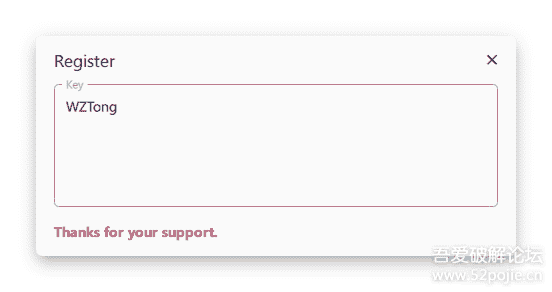 Register
Key
WZTong
Thanks for your support.
吾爱破解论坛
www.52pojie.cn